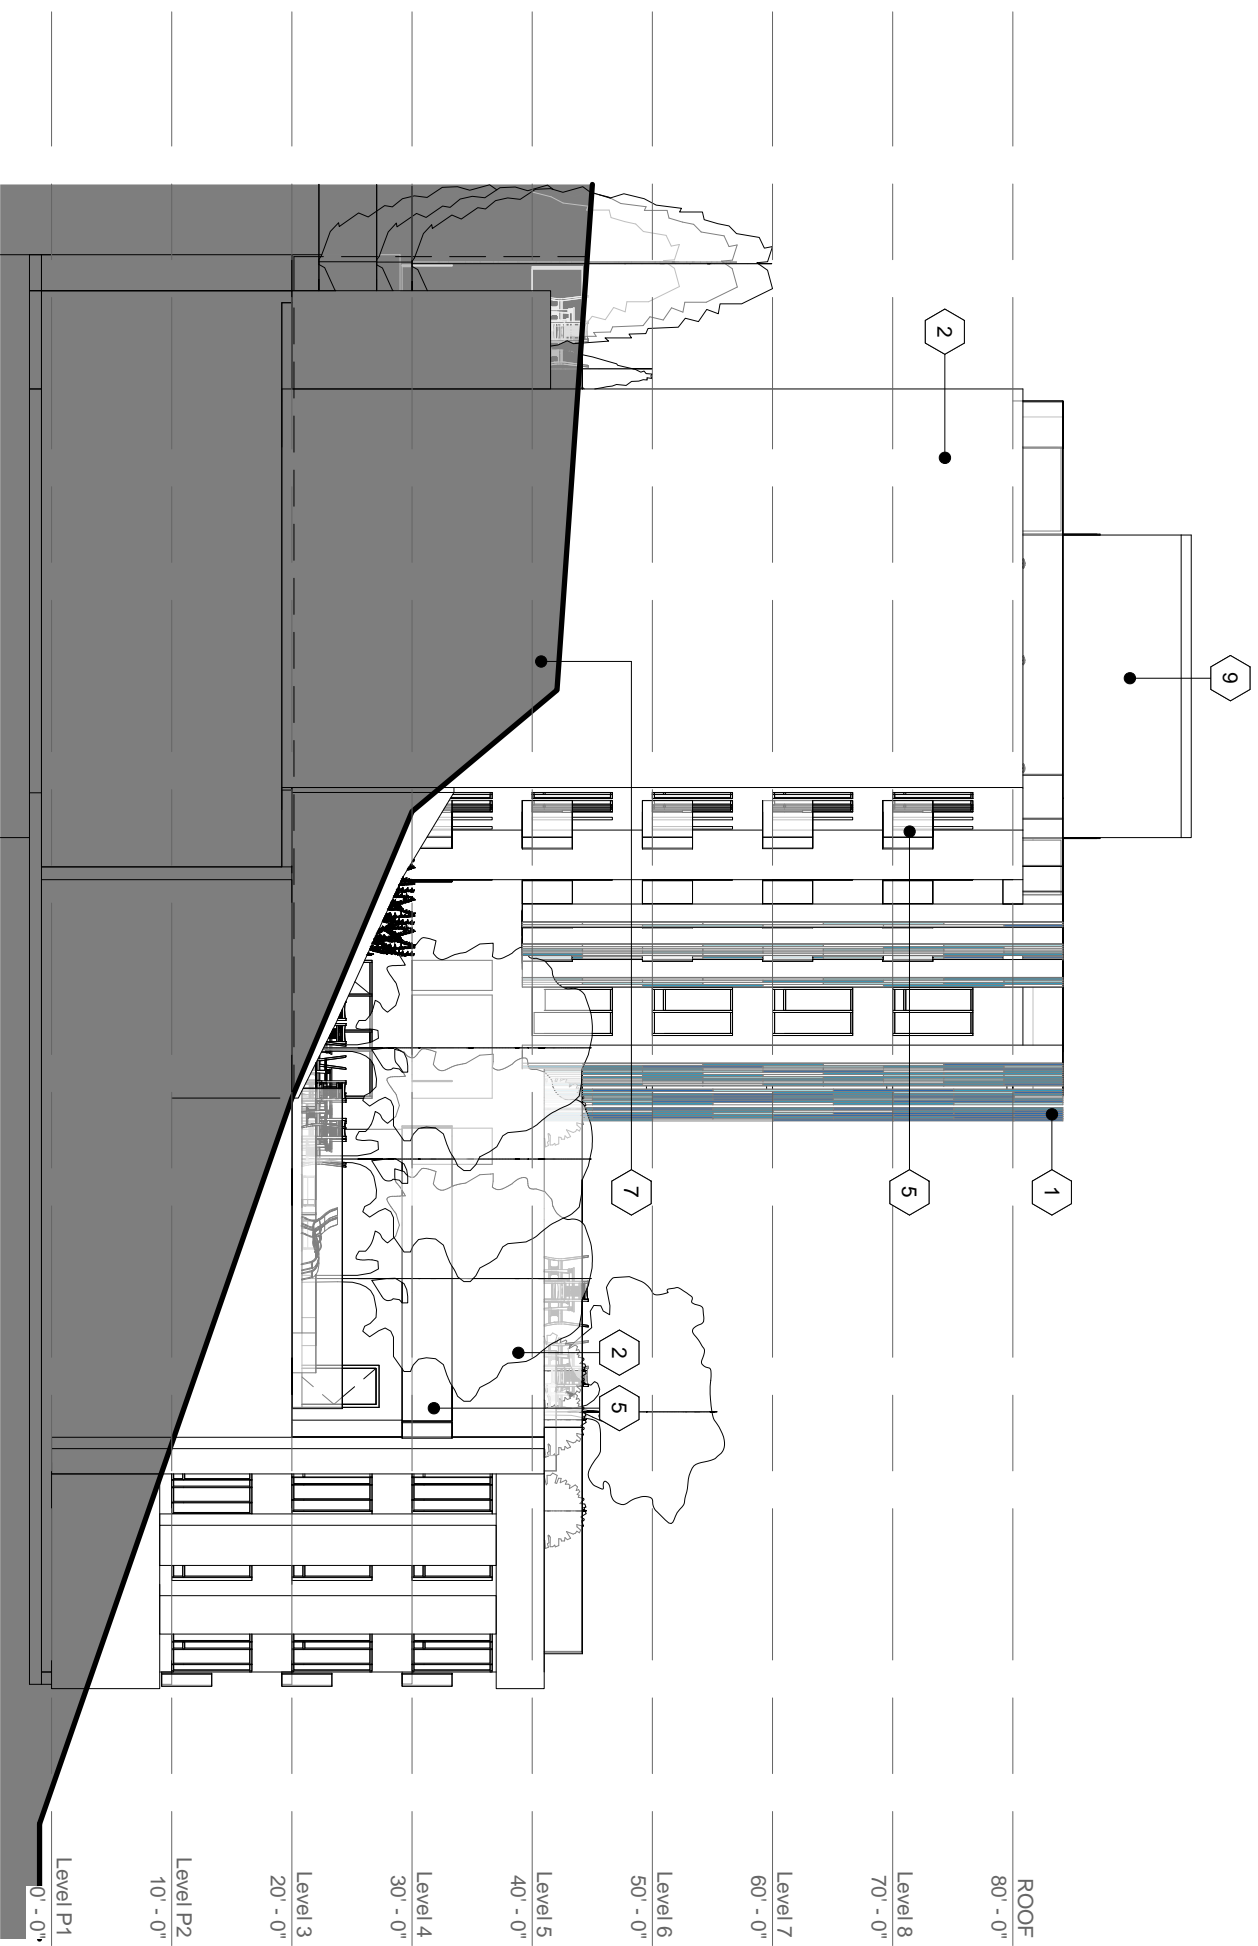 9
1
2
5
7
2
5
ROOF
80' - 0"
Level 8
70' - 0"
Level 7
60' - 0"
Level 6
50' - 0"
Level 5
40' - 0"
Level 4
30' - 0"
Level 3
20' - 0"
Level P2
10' - 0"
Level P1
0' - 0"